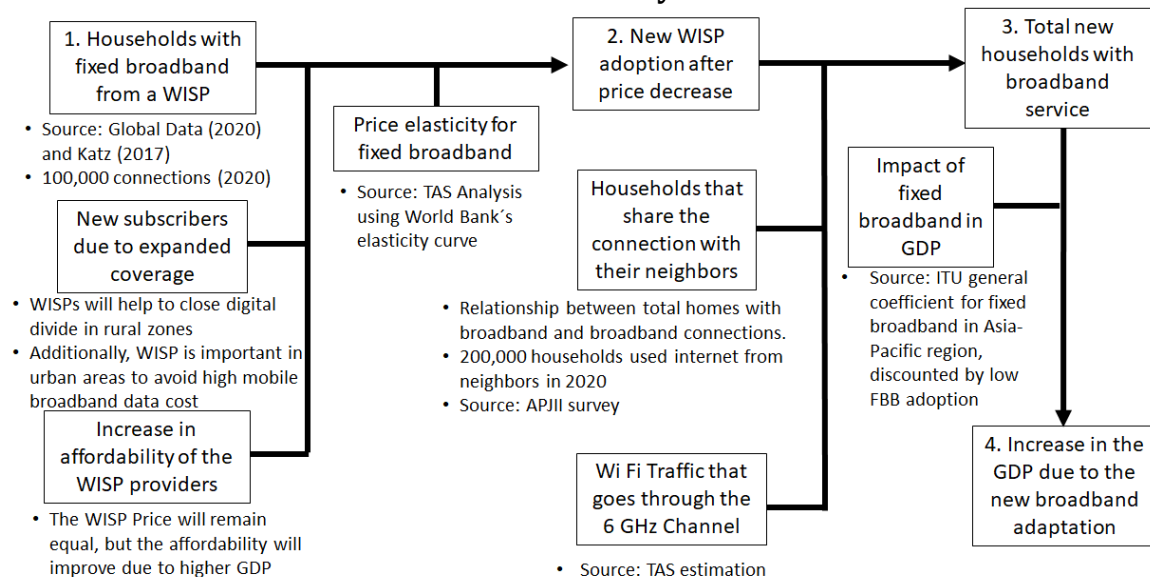 1. Households with
fixed broadband
from a WISP
• Source: Global Data (2020)
and Katz (2017)
• 100,000 connections (2020)
New subscribers
due to expanded
coverage
• WISPs will help to close digital
divide in rural zones
• Additionally, WISP is important in
urban areas to avoid high mobile
broadband data cost
Increase in
affordability of the
WISP providers
• The WISP Price will remain
equal, but the affordability will
improve due to higher GDP
Price elasticity for
fixed broadband
• Source: TAS Analysis
using World Bank´s
elasticity curve
2. New WISP
adoption after
price decrease
Households that
share the
connection with
their neighbors
• Relationship between total homes with
broadband and broadband connections.
• 200,000 households used internet from
neighbors in 2020
• Source: APJII survey
Wi Fi Traffic that
goes through the
6 GHz Channel
• Source: TAS estimation
3. Total new
households with
broadband
service
Impact of
fixed
broadband in
GDP
• Source: ITU general
coefficient for fixed
broadband in Asia-
Pacific region,
discounted by low
FBB adoption
4. Increase in the
GDP due to the
new broadband
adaptation